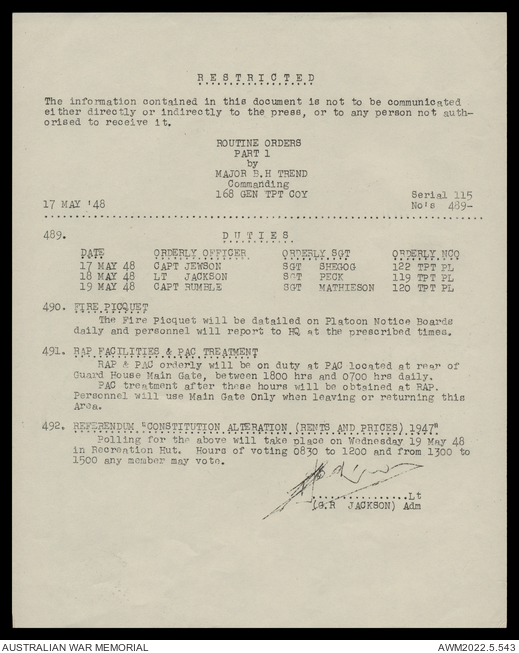 RESTRICTED
The information contained in this document is not to be communicated
either directly or indirectly to the press, or to any person not auth-
orised to receive it.
ROUTINE ORDERS
PART 1
by
MAJOR B.H TREND
Commanding
168 GEN TPT COY
Serial 115
17 MAY '48
No's 489-
489. DUTIES
DATE ORDERLY OFFICER ORDERLY SGT ORDERLY NCO
17 MAY 48 CAPT JEWSON SGT SHEGOG 122 TPT PL
18 MAY 48 LT JACKSON SGT PECK 119 TPT PL
19 MAY 48 CAPT RUMBLE SGT MATHIESON 120 TPT PL
490. FIRE PICQUET
The Fire Picquet will be datailed on Platoon Notice Boards
daily and personnel will report to HQ at the prescribed times.
491. RAP FACILITIES & PAC TREATMENT
RAP & PAC orderly will be on duty at PAC located at rear of
Guard House Main Gate, between 1800 hrs and 0700 hrs daily.
PAC treatment after these hours will be obtained at RAP.
Personnel will use Main Gate Only when leaving or returning this
Area.
492. REFERENDUM "CONSTITUTION ALTERATION (RENTS AND PRICES) 1947"
Polling for the above will take place on Wednesday 19 May 48
in Recreation Hut. Hours of voting 0830 to 1200 and from 1300 to
1500 any member may vote.
................Lt
(G.R JACKSON) Adm
AUSTRALIAN WAR MEMORIAL
AWM2022.5.543